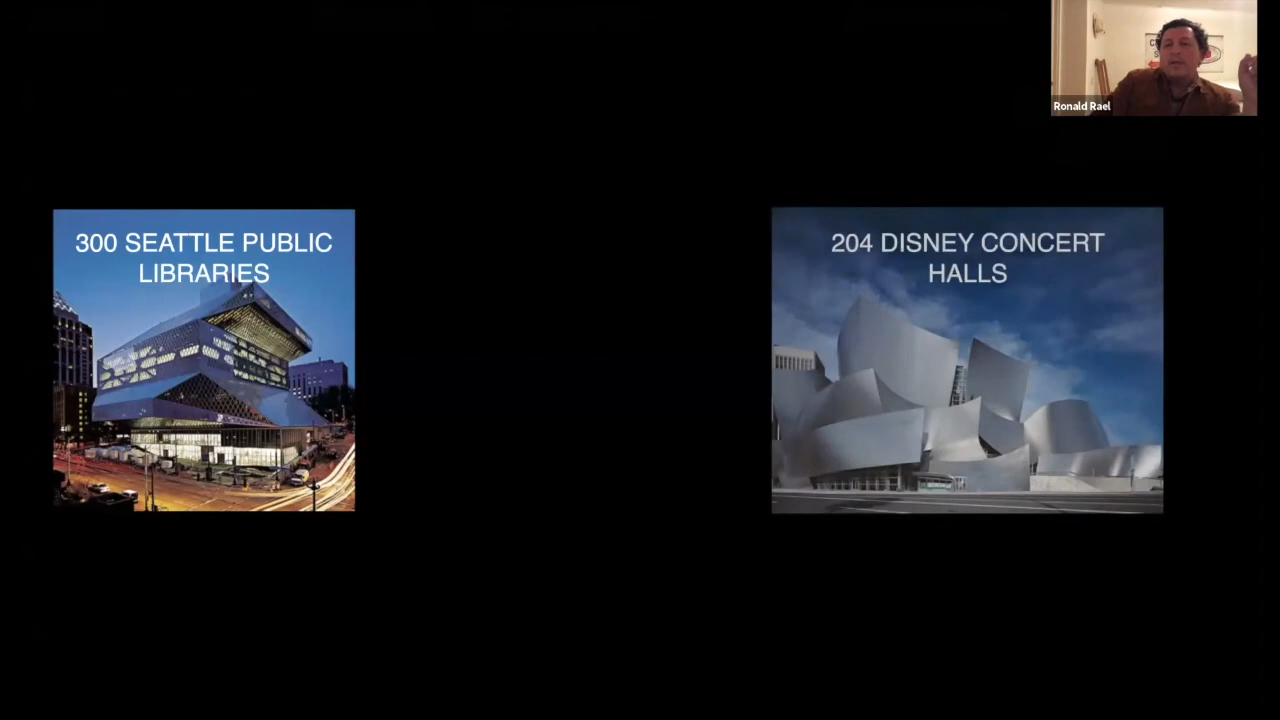 Ronald Rael
300 SEATTLE PUBLIC
LIBRARIES
204 DISNEY CONCERT
HALLS